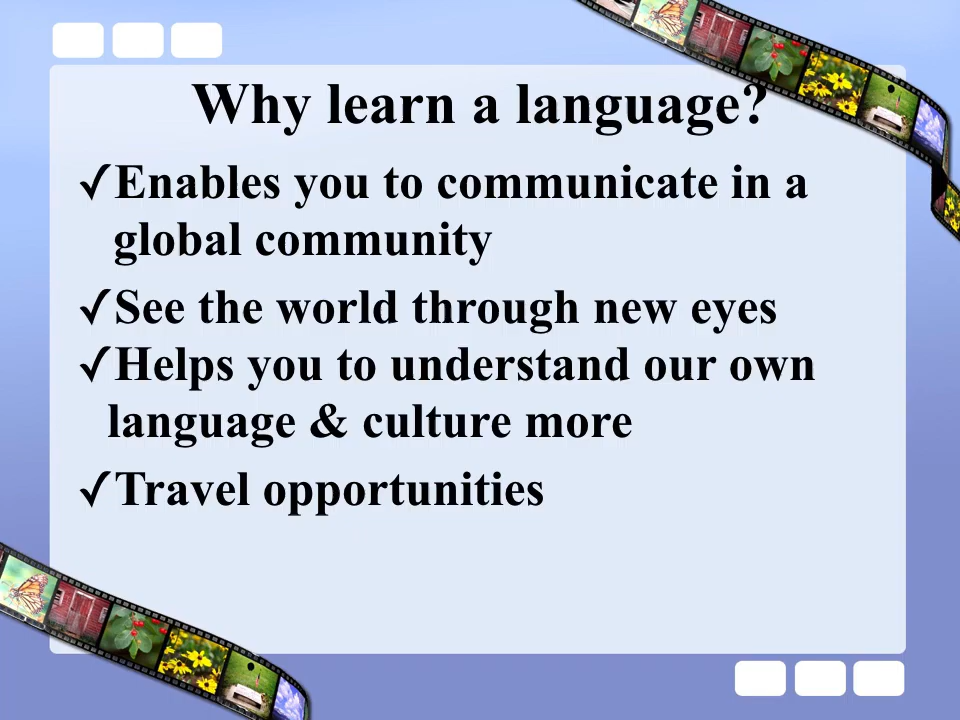 Why learn a language?
✓Enables you to communicate in a
global community
✓See the world through new eyes
✓Helps you to understand our own
language & culture more
✓Travel opportunities